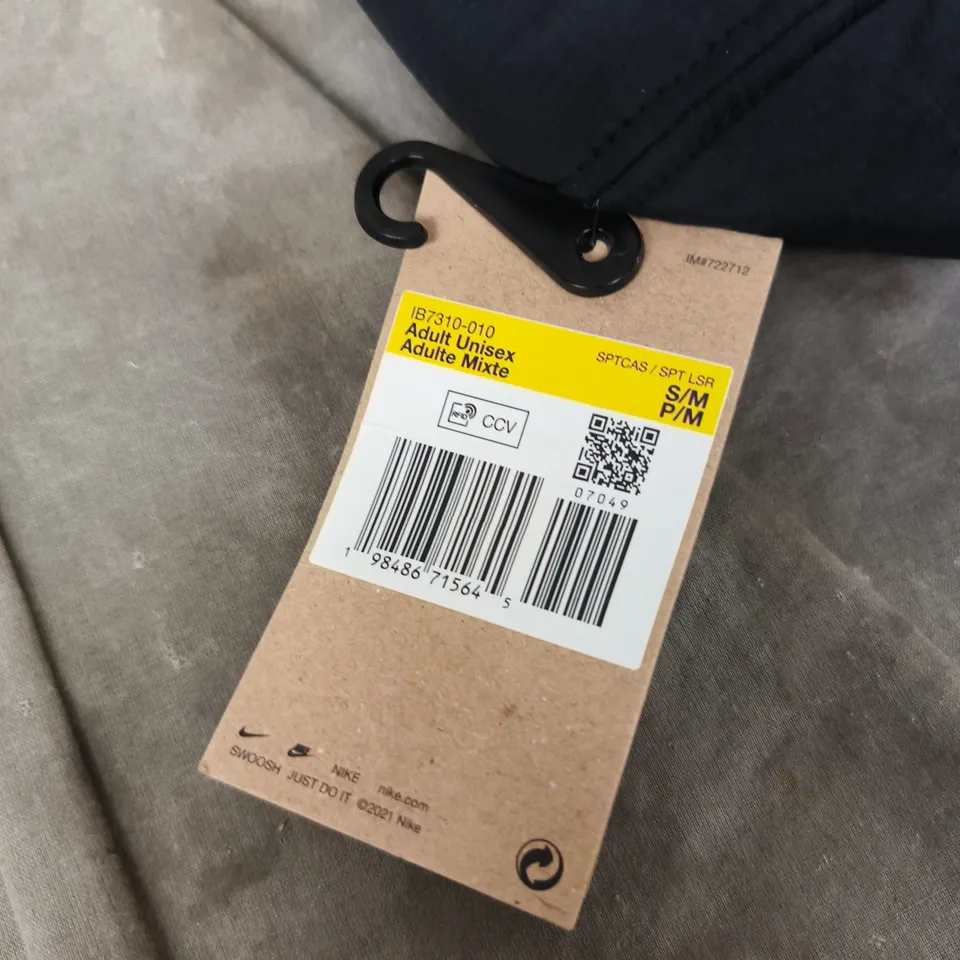 IM#722712
IB7310-010
Adult Unisex
Adulte Mixte
SPTCAS / SPT LSR
S/M
P/M
RFID CCV
07049
1 98486 71564 5
NIKE
SWOOSH JUST DO IT nike.com
©2021 Nike